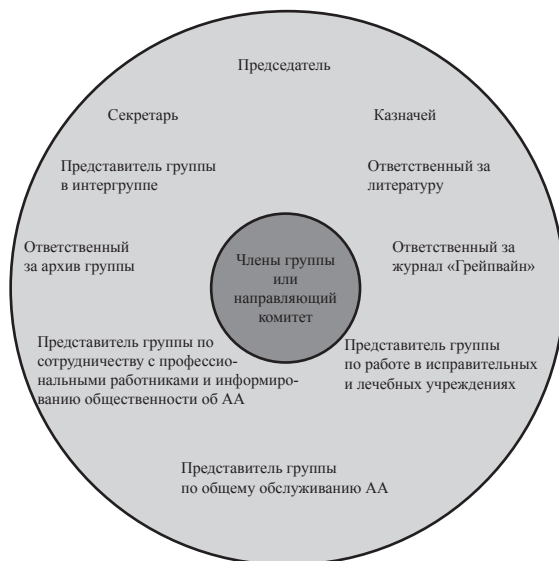 Председатель
Секретарь
Казначей
Представитель группы
в интергруппе
Ответственный за
литературу
Ответственный
за архив группы
Члены группы
или
направляющий
комитет
Ответственный за
журнал «Грейпвайн»
Представитель группы по
сотрудничеству с профессио-
нальными работниками и информиро-
ванию общественности об АА
Представитель группы
по работе в исправительных
и лечебных учреждениях
Представитель группы
по общему обслуживанию АА